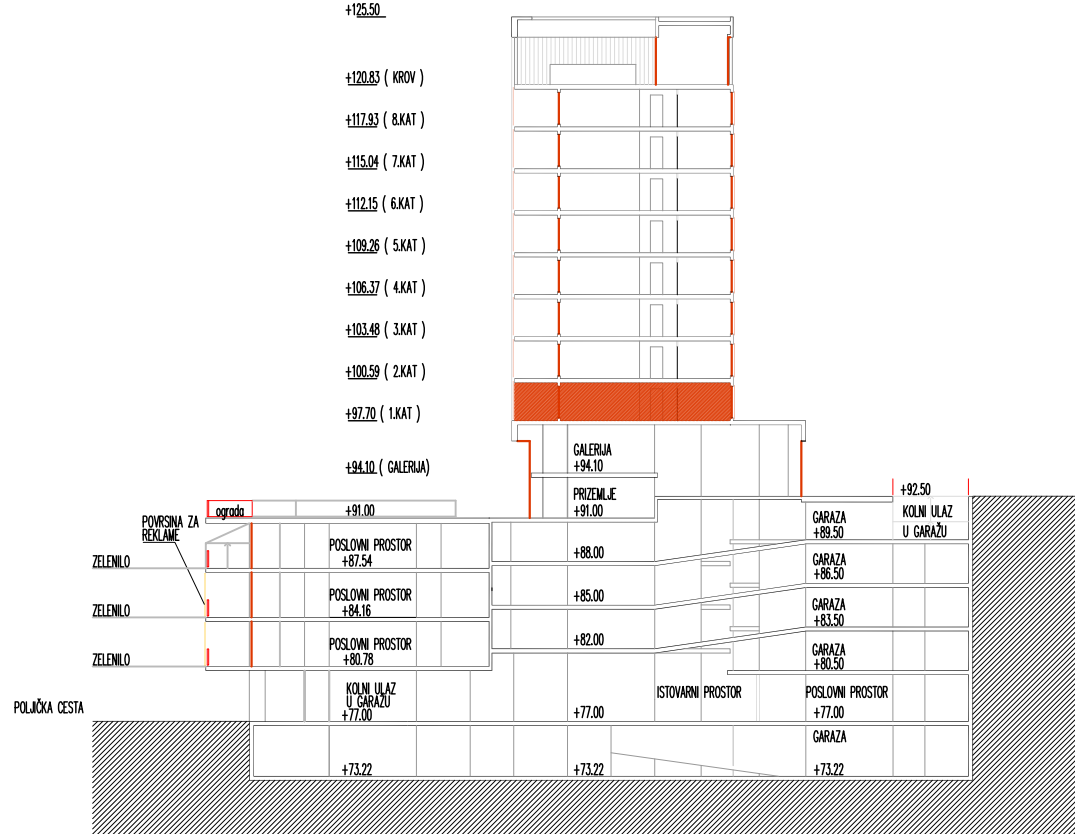 +125.50
+120.83 ( KROV )
+117.93 ( 8.KAT )
+115.04 ( 7.KAT )
+112.15 ( 6.KAT )
+109.26 ( 5.KAT )
+106.37 ( 4.KAT )
+103.48 ( 3.KAT )
+100.59 ( 2.KAT )
+97.70 ( 1.KAT )
+94.10 ( GALERIJA)
GALERIJA
+94.10
PRIZEMLJE
+91.00
+92.50
KOLNI ULAZ
U GARAŽU
ograda
+91.00
POVRSINA ZA
REKLAME
ZELENILO
ZELENILO
ZELENILO
POSLOVNI PROSTOR
+87.54
POSLOVNI PROSTOR
+84.16
POSLOVNI PROSTOR
+80.78
+88.00
+85.00
+82.00
GARAZA
+89.50
GARAZA
+86.50
GARAZA
+83.50
GARAZA
+80.50
POLJIČKA CESTA
KOLNI ULAZ
U GARAZU
+77.00
+77.00
ISTOVARNI PROSTOR
POSLOVNI PROSTOR
+77.00
GARAZA
+73.22
+73.22
+73.22